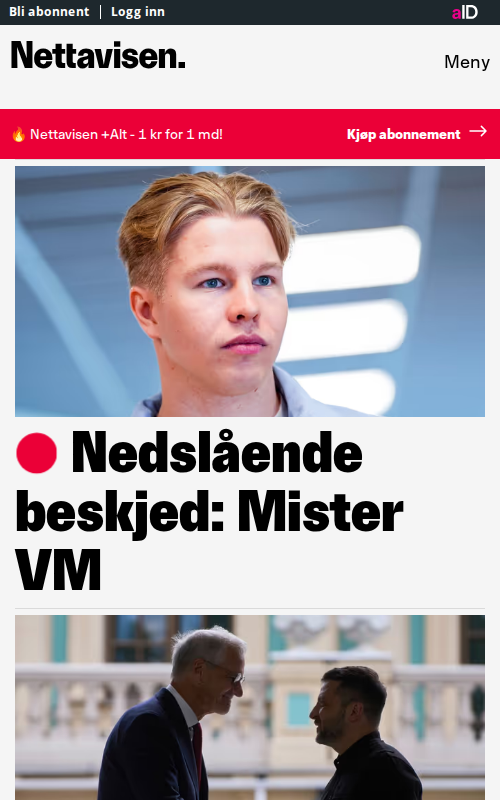 Bli abonnent | Logg inn aID
Nettavisen.
Meny
🔥 Nettavisen +Alt - 1 kr for 1 md! Kjøp abonnement →
Nedslående
beskjed: Mister
VM